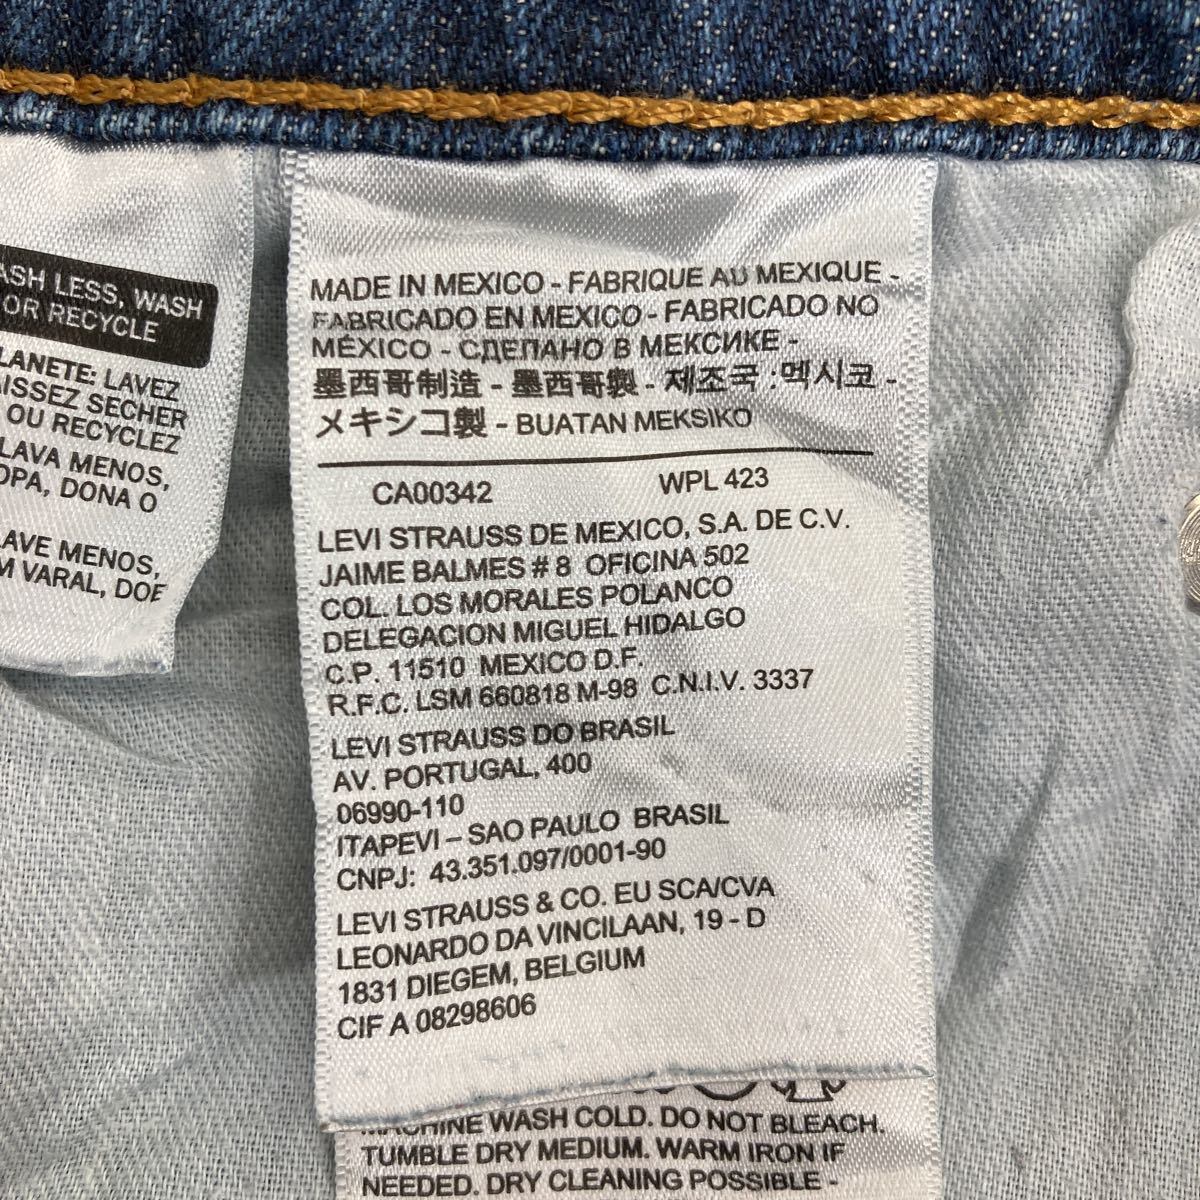 ASH LESS, WASH
OR RECYCLE
LANETE: LAVEZ
AISSEZ SECHER
OU RECYCLEZ
LAVA MENOS,
OPA, DONA O
LAVE MENOS,
M VARAL, DOE
MADE IN MEXICO - FABRIQUE AU MEXIQUE -
FABRICADO EN MEXICO - FABRICADO NO
MÉXICO - СДЕЛАНО В МЕКСИКЕ -
墨西哥制造 - 墨西哥製 - 제조국 :멕시코 -
メキシコ製 - BUATAN MEKSIKO
CA00342 WPL 423
LEVI STRAUSS DE MEXICO, S.A. DE C.V.
JAIME BALMES # 8 OFICINA 502
COL. LOS MORALES POLANCO
DELEGACION MIGUEL HIDALGO
C.P. 11510 MEXICO D.F.
R.F.C. LSM 660818 M-98 C.N.I.V. 3337
LEVI STRAUSS DO BRASIL
AV. PORTUGAL, 400
06990-110
ITAPEVI – SAO PAULO BRASIL
CNPJ: 43.351.097/0001-90
LEVI STRAUSS & CO. EU SCA/CVA
LEONARDO DA VINCILAAN, 19 - D
1831 DIEGEM, BELGIUM
CIF A 08298606
MACHINE WASH COLD. DO NOT BLEACH.
TUMBLE DRY MEDIUM. WARM IRON IF
NEEDED. DRY CLEANING POSSIBLE -